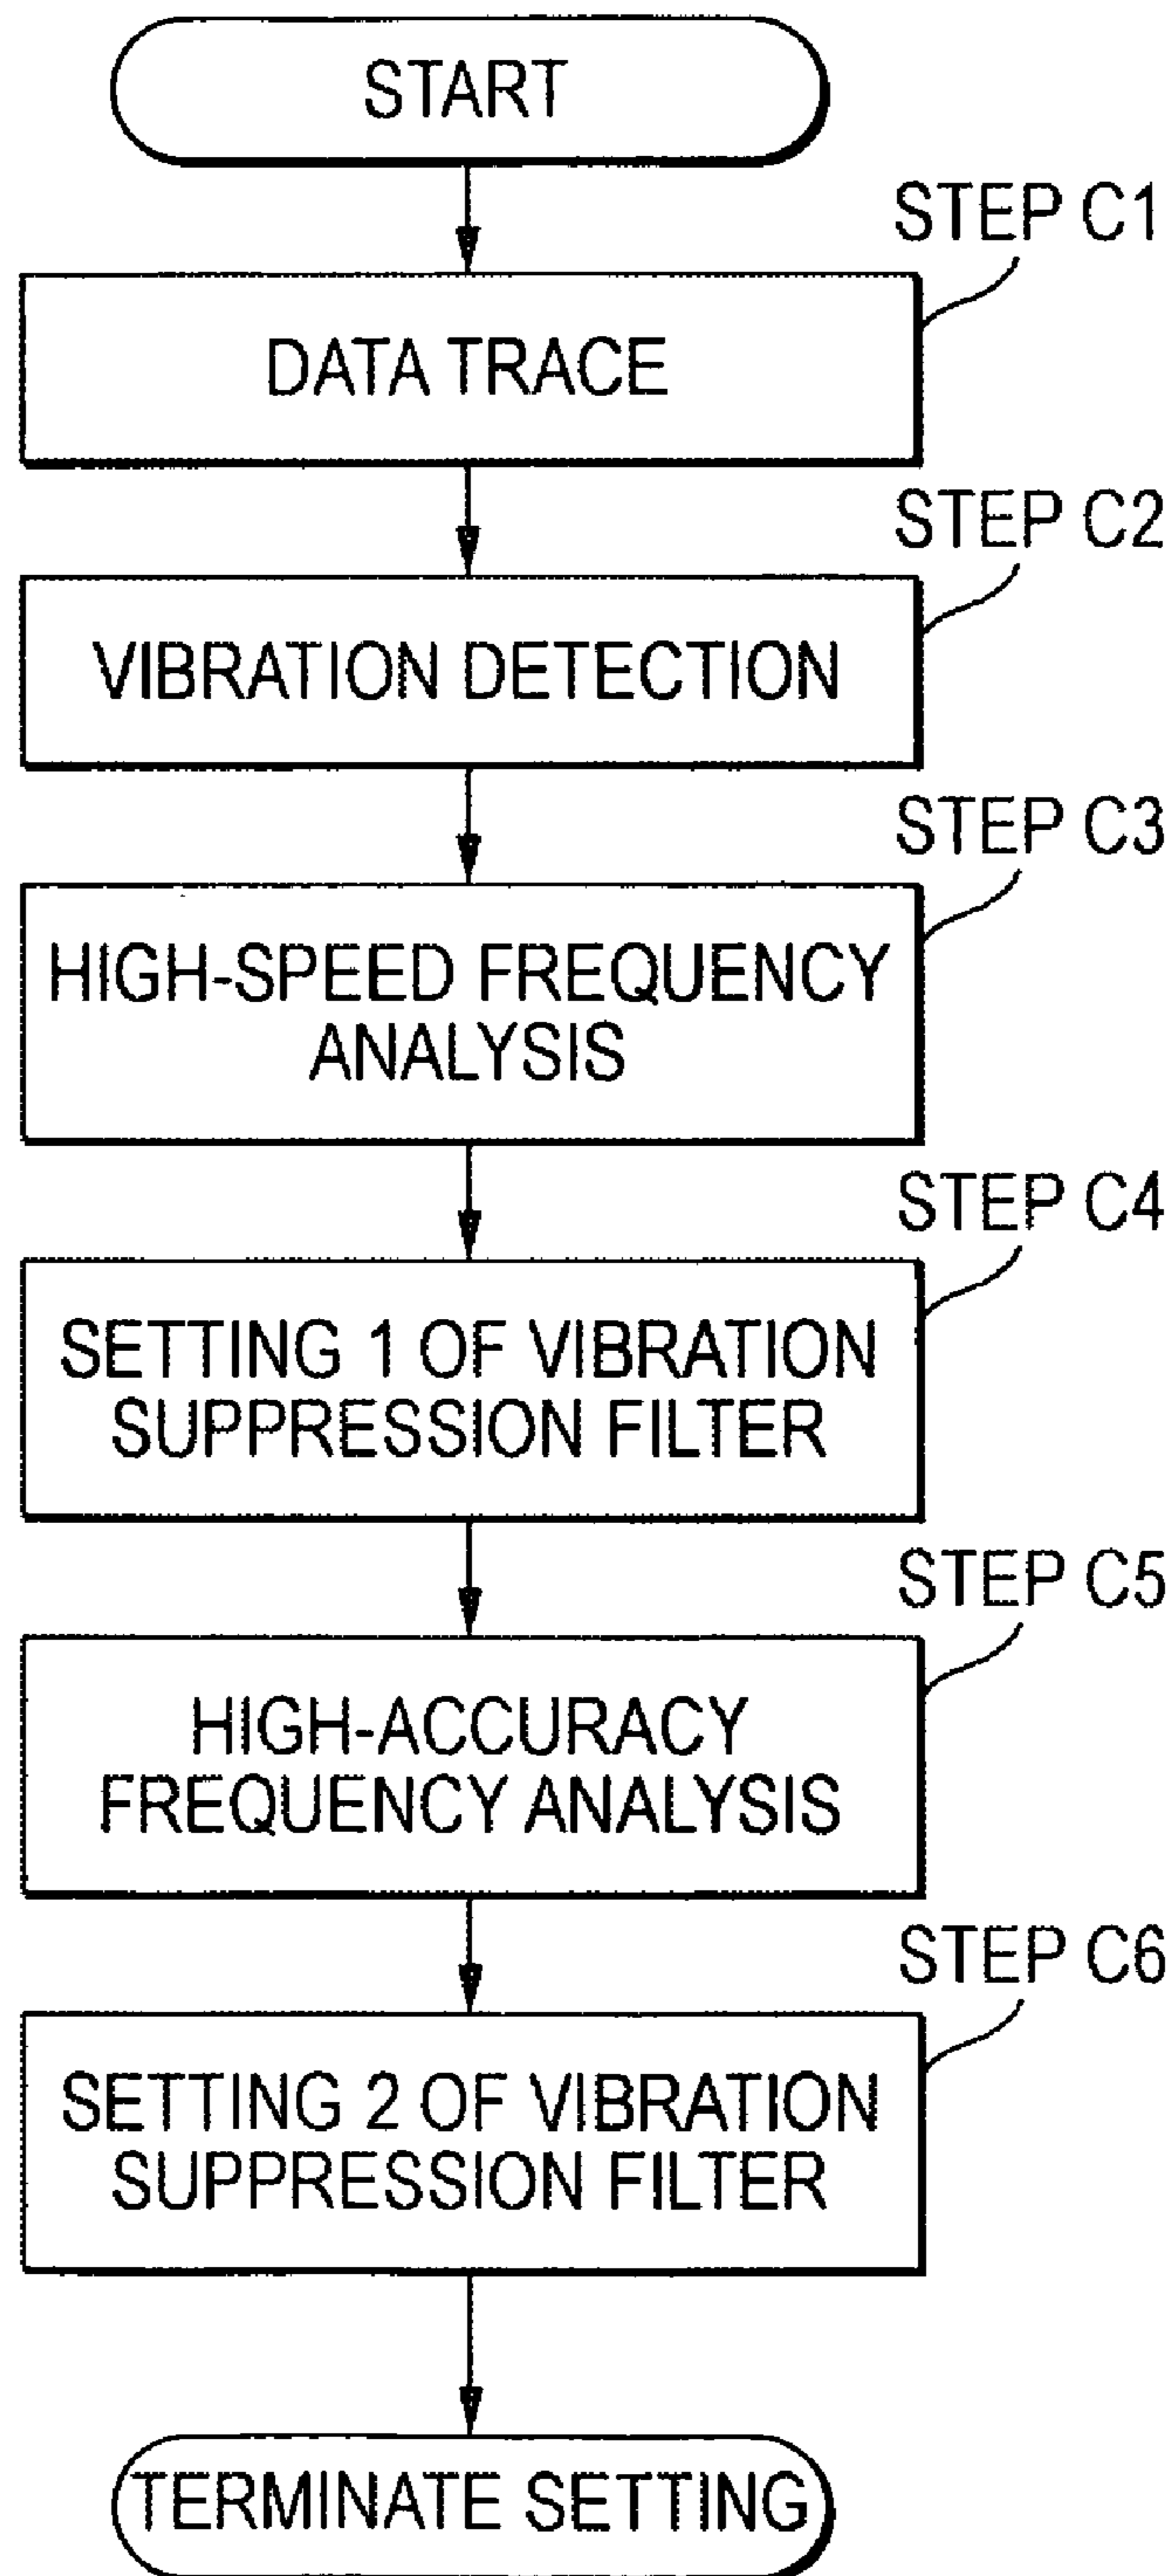 START
STEP C1
DATA TRACE
STEP C2
VIBRATION DETECTION
STEP C3
HIGH-SPEED FREQUENCY
ANALYSIS
STEP C4
SETTING 1 OF VIBRATION
SUPPRESSION FILTER
STEP C5
HIGH-ACCURACY
FREQUENCY ANALYSIS
STEP C6
SETTING 2 OF VIBRATION
SUPPRESSION FILTER
TERMINATE SETTING